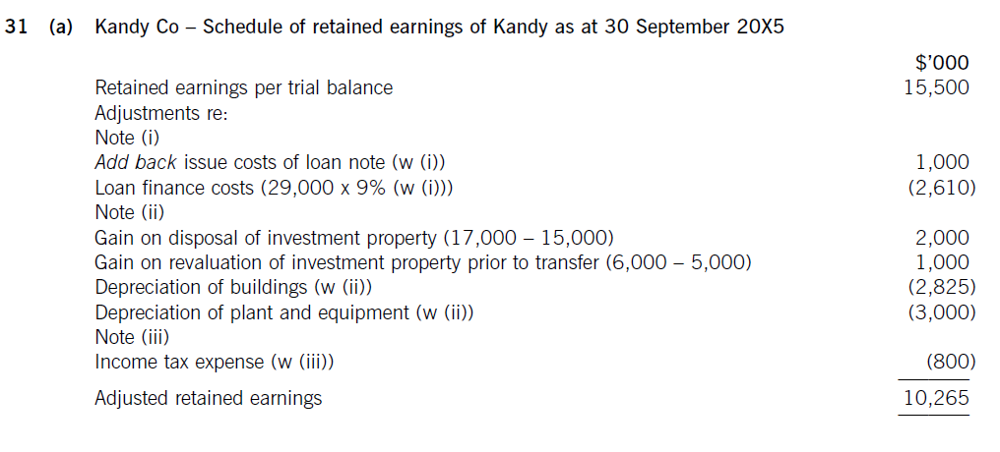 31 (a) Kandy Co – Schedule of retained earnings of Kandy as at 30 September 20X5
$’000
Retained earnings per trial balance 15,500
Adjustments re:
Note (i)
Add back issue costs of loan note (w (i)) 1,000
Loan finance costs (29,000 x 9% (w (i))) (2,610)
Note (ii)
Gain on disposal of investment property (17,000 – 15,000) 2,000
Gain on revaluation of investment property prior to transfer (6,000 – 5,000) 1,000
Depreciation of buildings (w (ii)) (2,825)
Depreciation of plant and equipment (w (ii)) (3,000)
Note (iii)
Income tax expense (w (iii)) (800)
Adjusted retained earnings 10,265